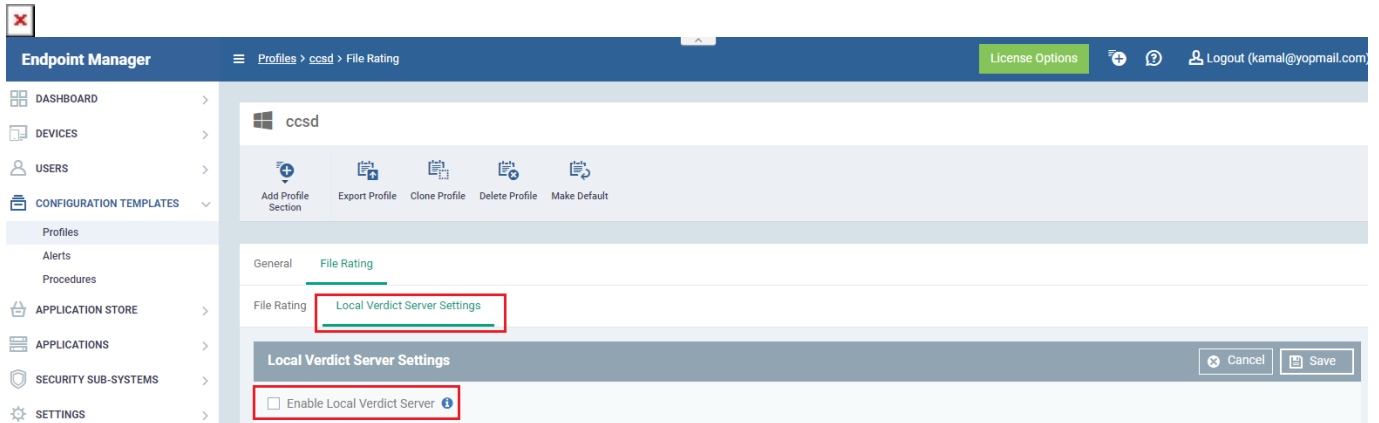 Endpoint Manager
Profiles > ccsd > File Rating
License Options
Logout (kamal@yopmail.com)
DASHBOARD
DEVICES
USERS
CONFIGURATION TEMPLATES
Profiles
Alerts
Procedures
APPLICATION STORE
APPLICATIONS
SECURITY SUB-SYSTEMS
SETTINGS
ccsd
Add Profile Section
Export Profile
Clone Profile
Delete Profile
Make Default
General
File Rating
File Rating
Local Verdict Server Settings
Local Verdict Server Settings
Cancel
Save
Enable Local Verdict Server